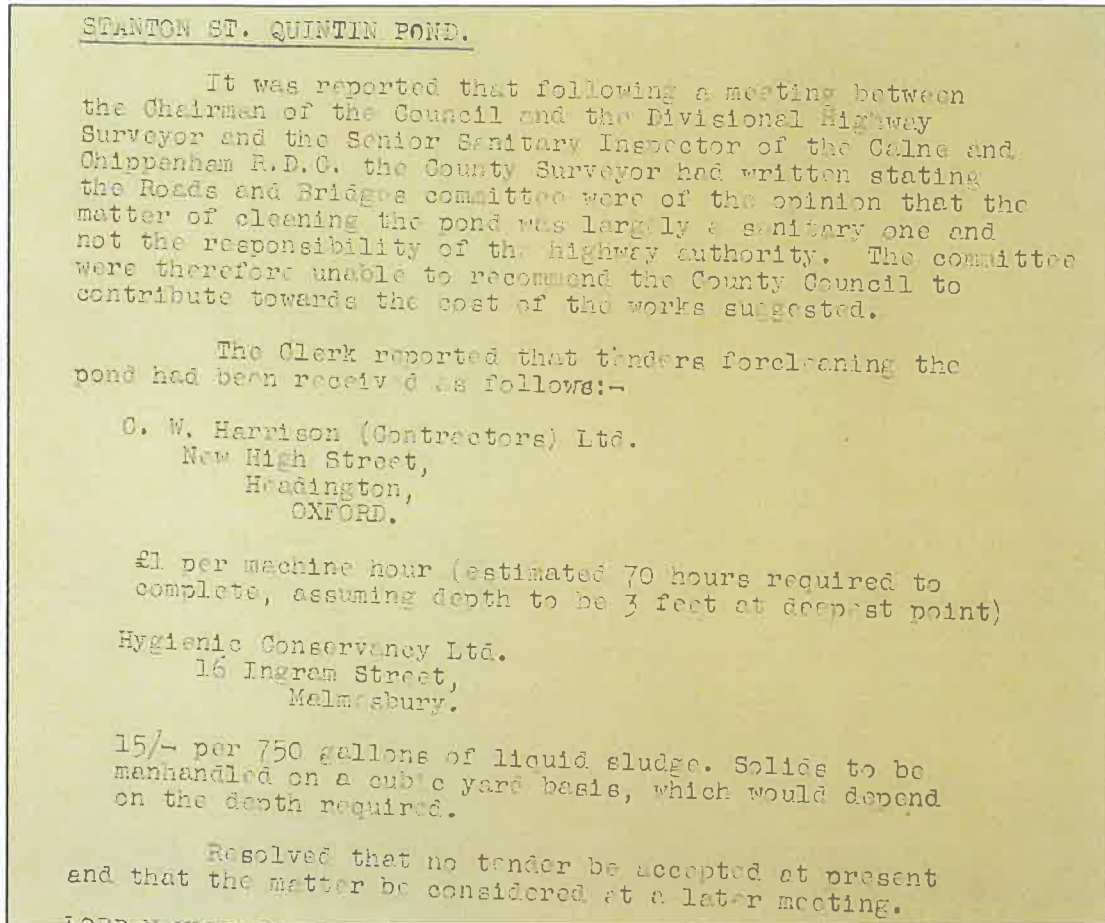 STANTON ST. QUINTIN POND.
It was reported that following a meeting between
the Chairman of the Council and the Divisional Highway
Surveyor and the Senior Sanitary Inspector of the Calne and
Chippenham R.D.C. the County Surveyor had written stating
the Roads and Bridges committee were of the opinion that the
matter of cleaning the pond was largely a sanitary one and
not the responsibility of the highway authority. The committee
were therefore unable to recommend the County Council to
contribute towards the cost of the works suggested.
The Clerk reported that tenders forcleaning the
pond had been received as follows:-
C. W. Harrison (Contractors) Ltd.
New High Street,
Headington,
OXFORD.
£1 per machine hour (estimated 70 hours required to
complete, assuming depth to be 3 feet at deepest point)
Hygienic Conservancy Ltd.
16 Ingram Street,
Malmesbury.
15/- per 750 gallons of liquid sludge. Solids to be
manhandled on a cubic yard basis, which would depend
on the depth required.
Resolved that no tender be accepted at present
and that the matter be considered at a later meeting.